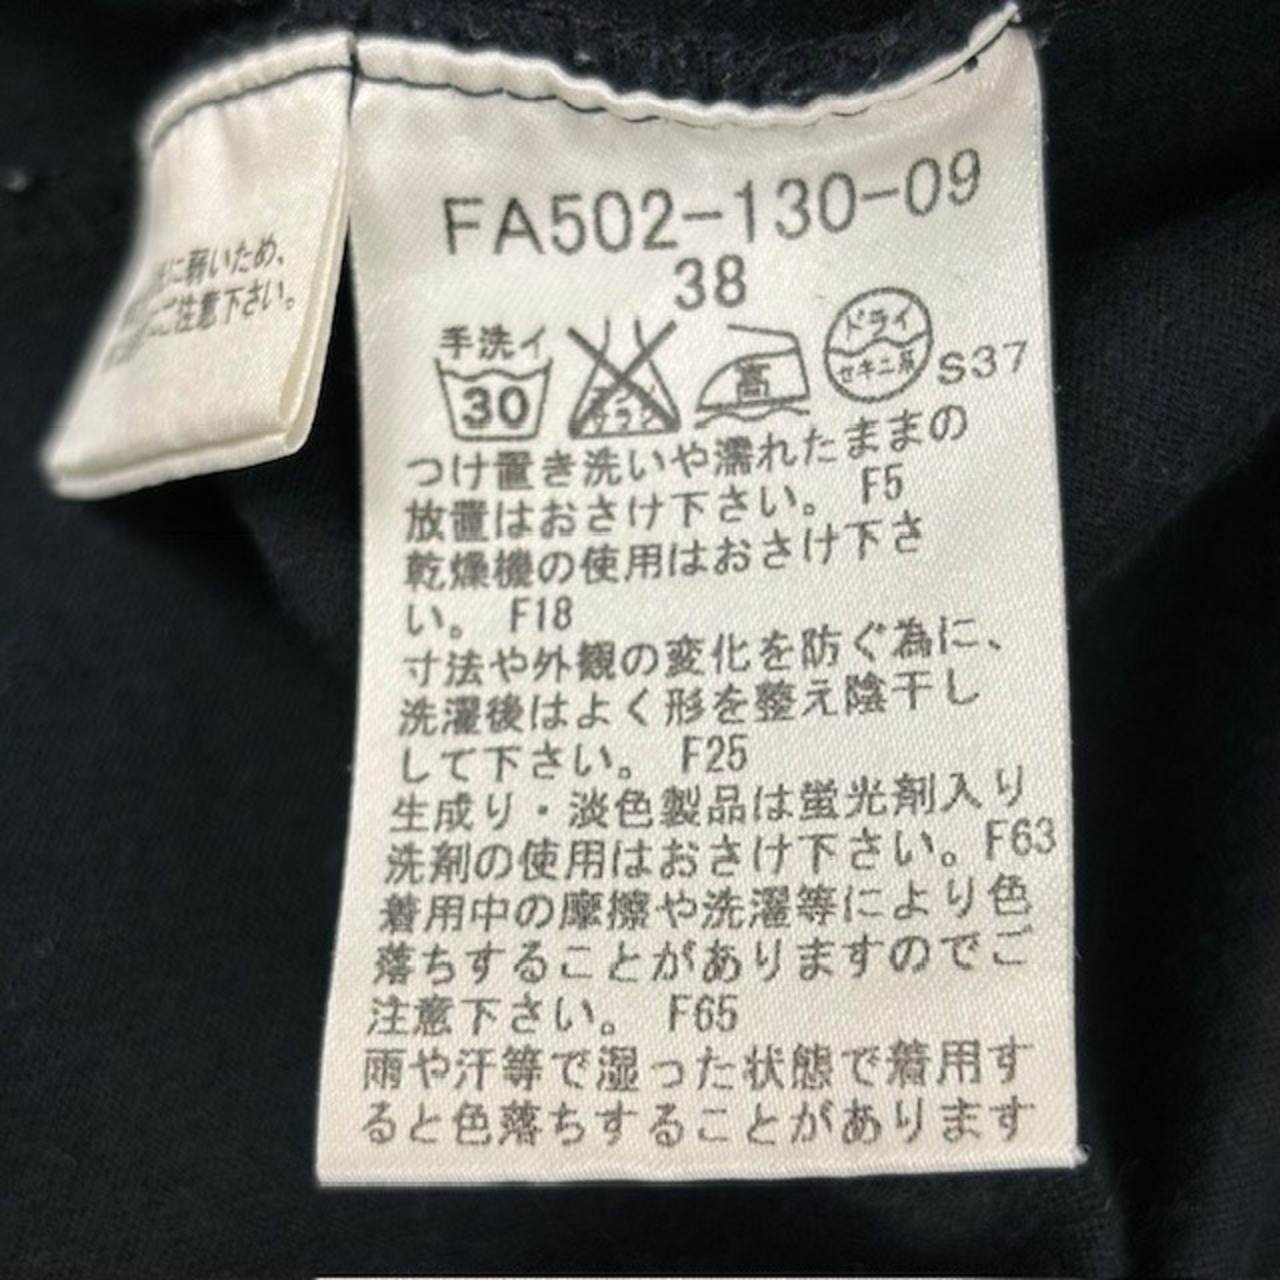 に弱いため、
ご注意下さい。
FA502-130-09
38
手洗イ
30
エンソ
サラシ
高
ドライ
セキユ系
S37
つけ置き洗いや濡れたままの
放置はおさけ下さい。 F5
乾燥機の使用はおさけ下さ
い。 F18
寸法や外観の変化を防ぐ為に、
洗濯後はよく形を整え陰干し
して下さい。 F25
生成り・淡色製品は蛍光剤入り
洗剤の使用はおさけ下さい。F63
着用中の摩擦や洗濯等により色
落ちすることがありますのでご
注意下さい。 F65
雨や汗等で湿った状態で着用す
ると色落ちすることがあります